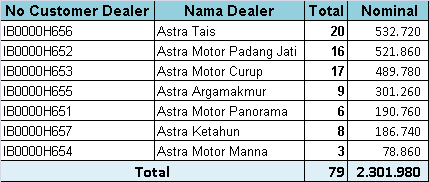 No Customer Dealer Nama Dealer Total Nominal
IB0000H656 Astra Tais 20 532.720
IB0000H652 Astra Motor Padang Jati 16 521.860
IB0000H653 Astra Motor Curup 17 489.780
IB0000H655 Astra Argamakmur 9 301.260
IB0000H651 Astra Motor Panorama 6 190.760
IB0000H657 Astra Ketahun 8 186.740
IB0000H654 Astra Motor Manna 3 78.860
Total 79 2.301.980